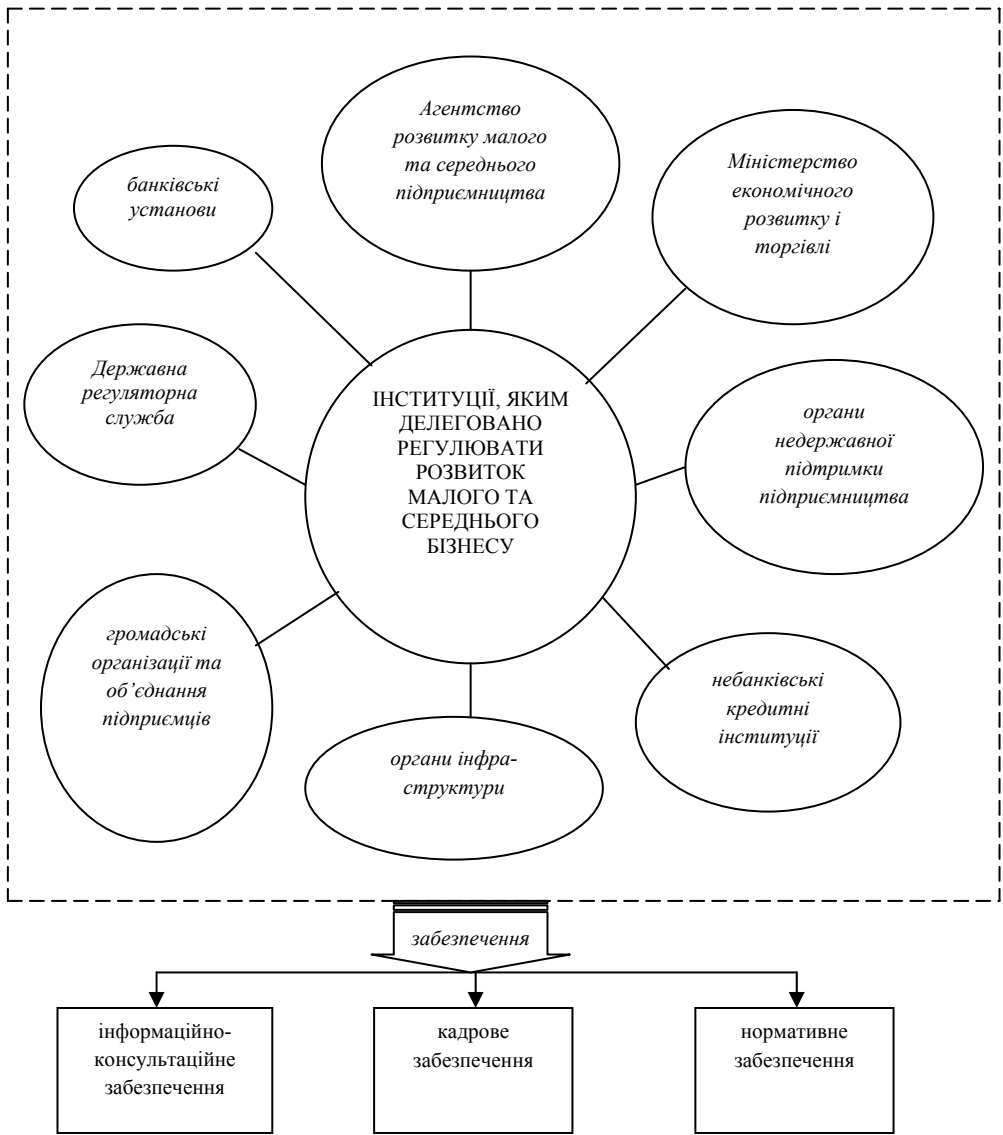 Агентство
розвитку малого
та середнього
підприємництва
Міністерство
економічного
розвитку і
торгівлі
банківські
установи
Державна
регуляторна
служба
ІНСТИТУЦІЇ, ЯКИМ
ДЕЛЕГОВАНО
РЕГУЛЮВАТИ
РОЗВИТОК
МАЛОГО ТА
СЕРЕДНЬОГО
БІЗНЕСУ
органи
недержавної
підтримки
підприємництва
громадські
організації та
об’єднання
підприємців
небанківські
кредитні
інституції
органи інфра-
структури
забезпечення
інформаційно-
консультаційне
забезпечення
кадрове
забезпечення
нормативне
забезпечення